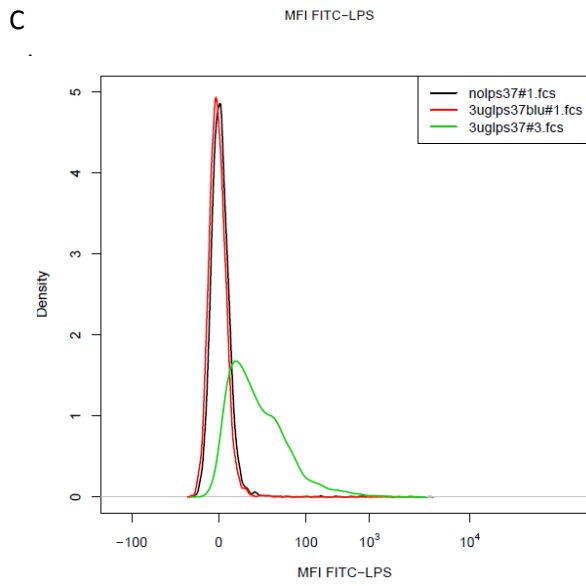 C
MFI FITC-LPS
nolps37#1.fcs
3uglps37blu#1.fcs
3uglps37#3.fcs
Density
5
4
3
2
1
0
-100
0
100
10³
10⁴
MFI FITC-LPS